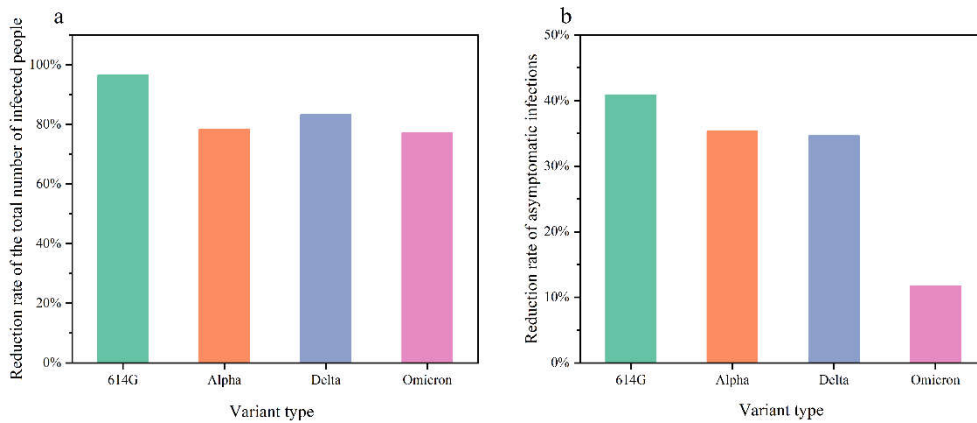 a
Reduction rate of the total number of infected people
100%
80%
60%
40%
20%
0%
614G Alpha Delta Omicron
Variant type
b
Reduction rate of asymptomatic infections
50%
40%
30%
20%
10%
0%
614G Alpha Delta Omicron
Variant type